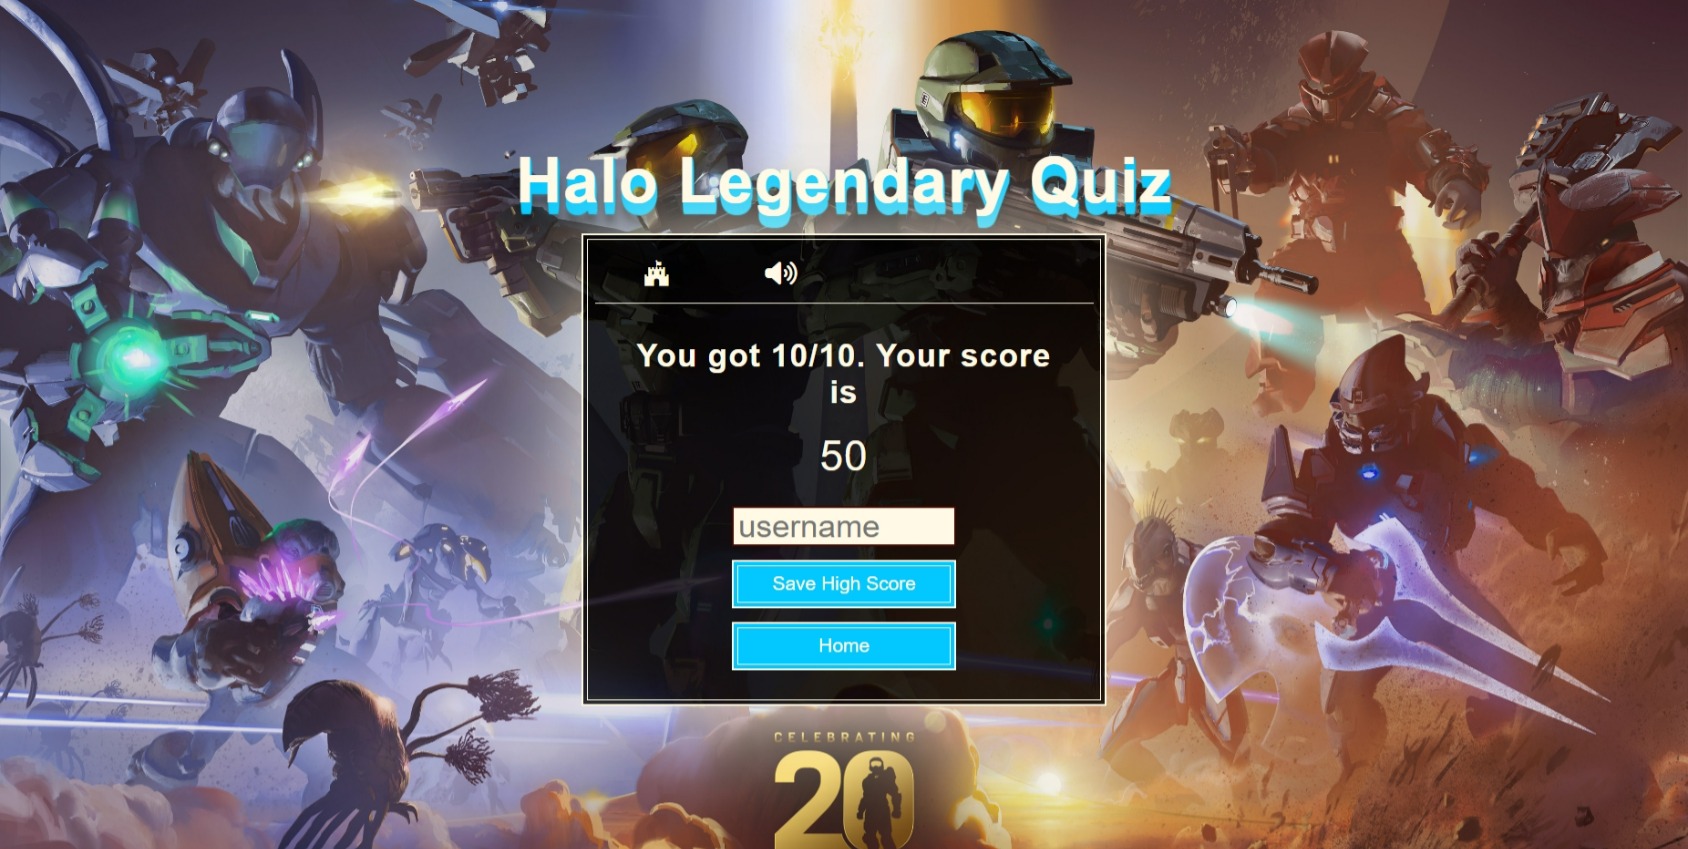 Halo Legendary Quiz
You got 10/10. Your score
is
50
username
Save High Score
Home
CELEBRATING
20